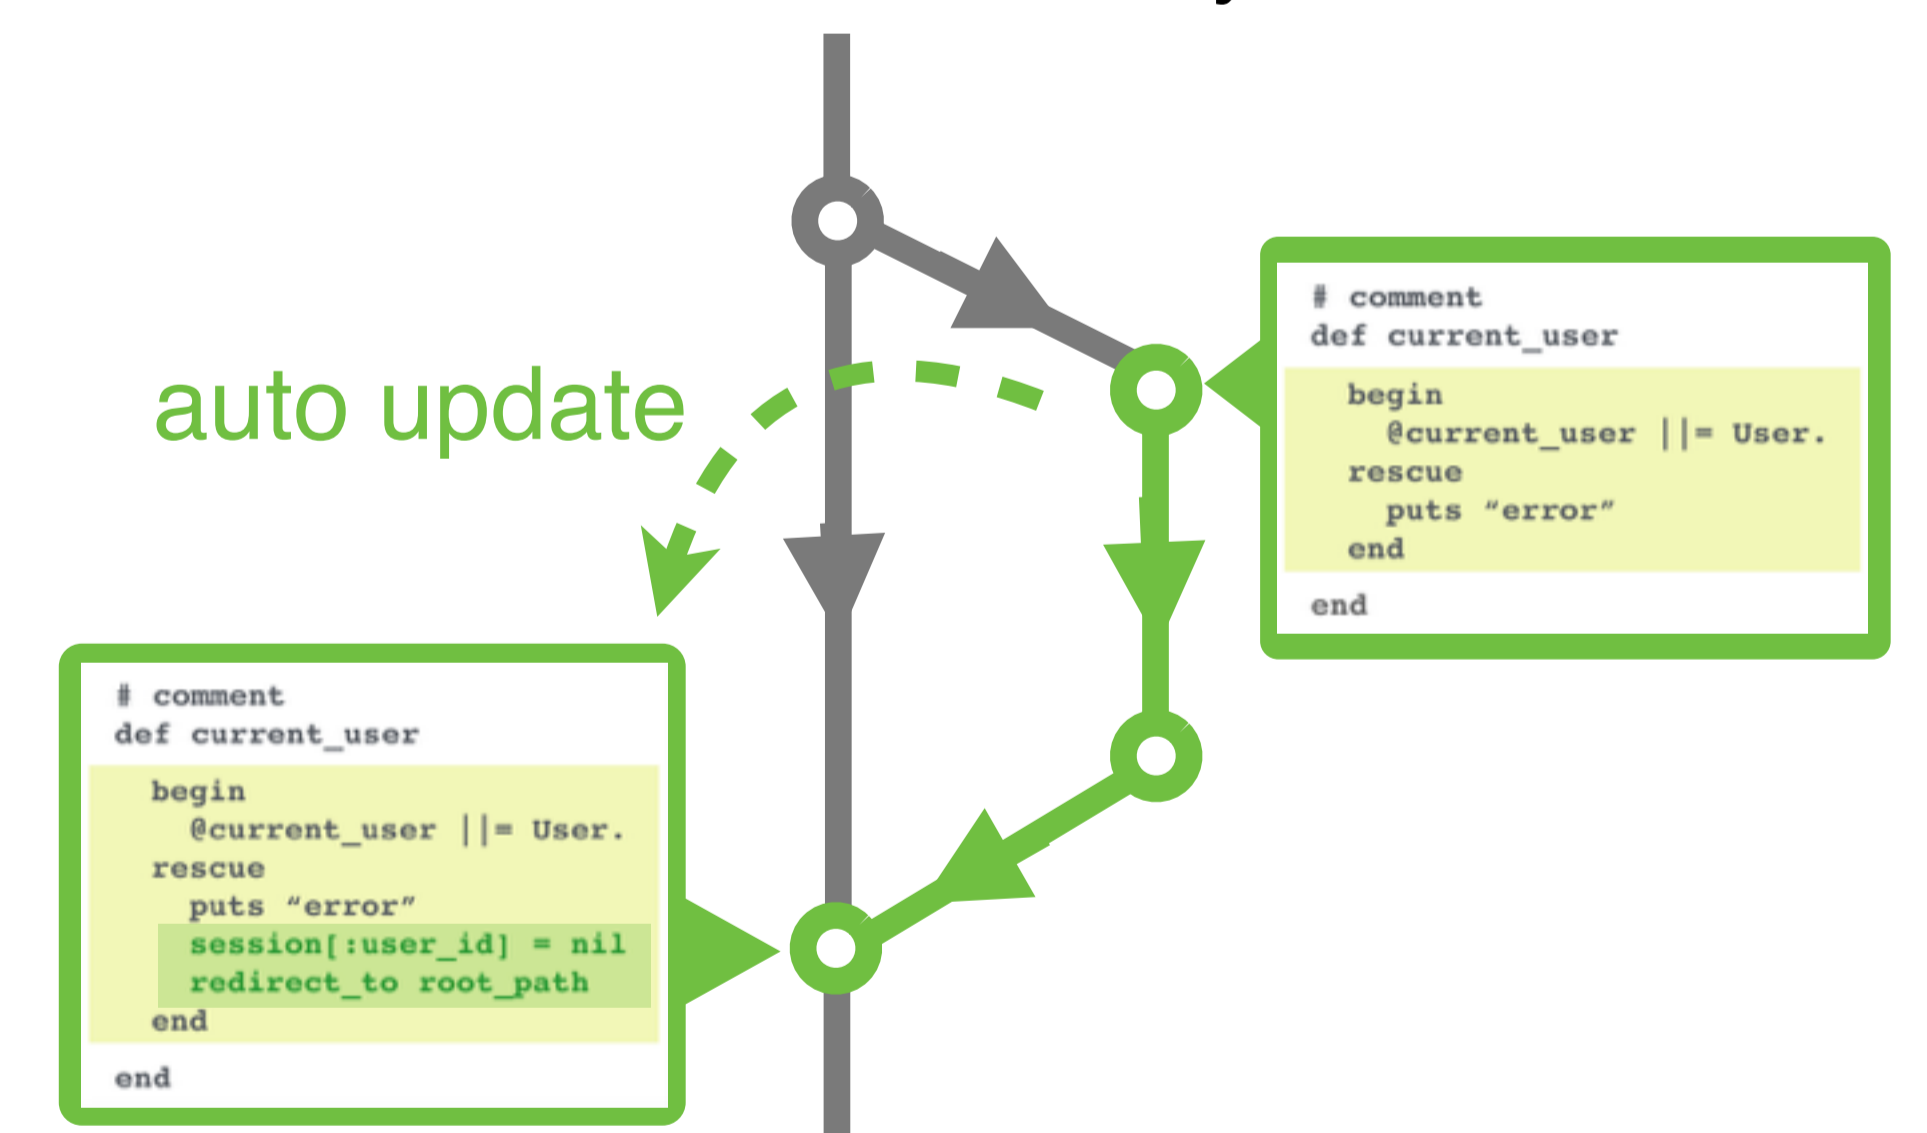 auto update
# comment
def current_user
begin
@current_user ||= User.
rescue
puts “error”
end
end
# comment
def current_user
begin
@current_user ||= User.
rescue
puts “error”
session[:user_id] = nil
redirect_to root_path
end
end